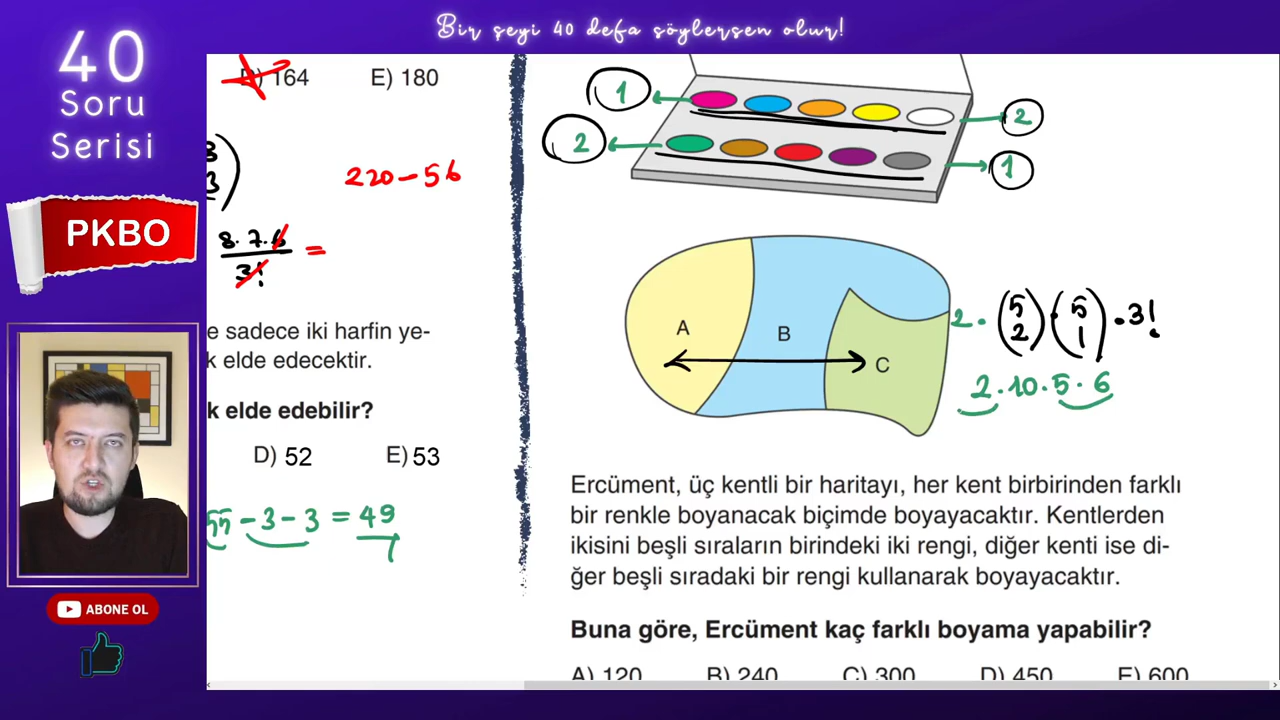 Bir şeyi 40 defa söylersen olur!
40
Soru
Serisi
PKBO
ABONE OL
D) 164 E) 180
3
3
220 - 56
8.7.6
3!
=
e sadece iki harfin ye-
k elde edecektir.
k elde edebilir?
D) 52 E) 53
55 - 3 - 3 = 49
1
2
2
1
A
B
C
2 . (5 2) . (5 1) . 3!
2 . 10 . 5 . 6
Ercüment, üç kentli bir haritayı, her kent birbirinden farklı
bir renkle boyanacak biçimde boyayacaktır. Kentlerden
ikisini beşli sıraların birindeki iki rengi, diğer kenti ise di-
ğer beşli sıradaki bir rengi kullanarak boyayacaktır.
Buna göre, Ercüment kaç farklı boyama yapabilir?
A) 120 B) 240 C) 300 D) 450 E) 600